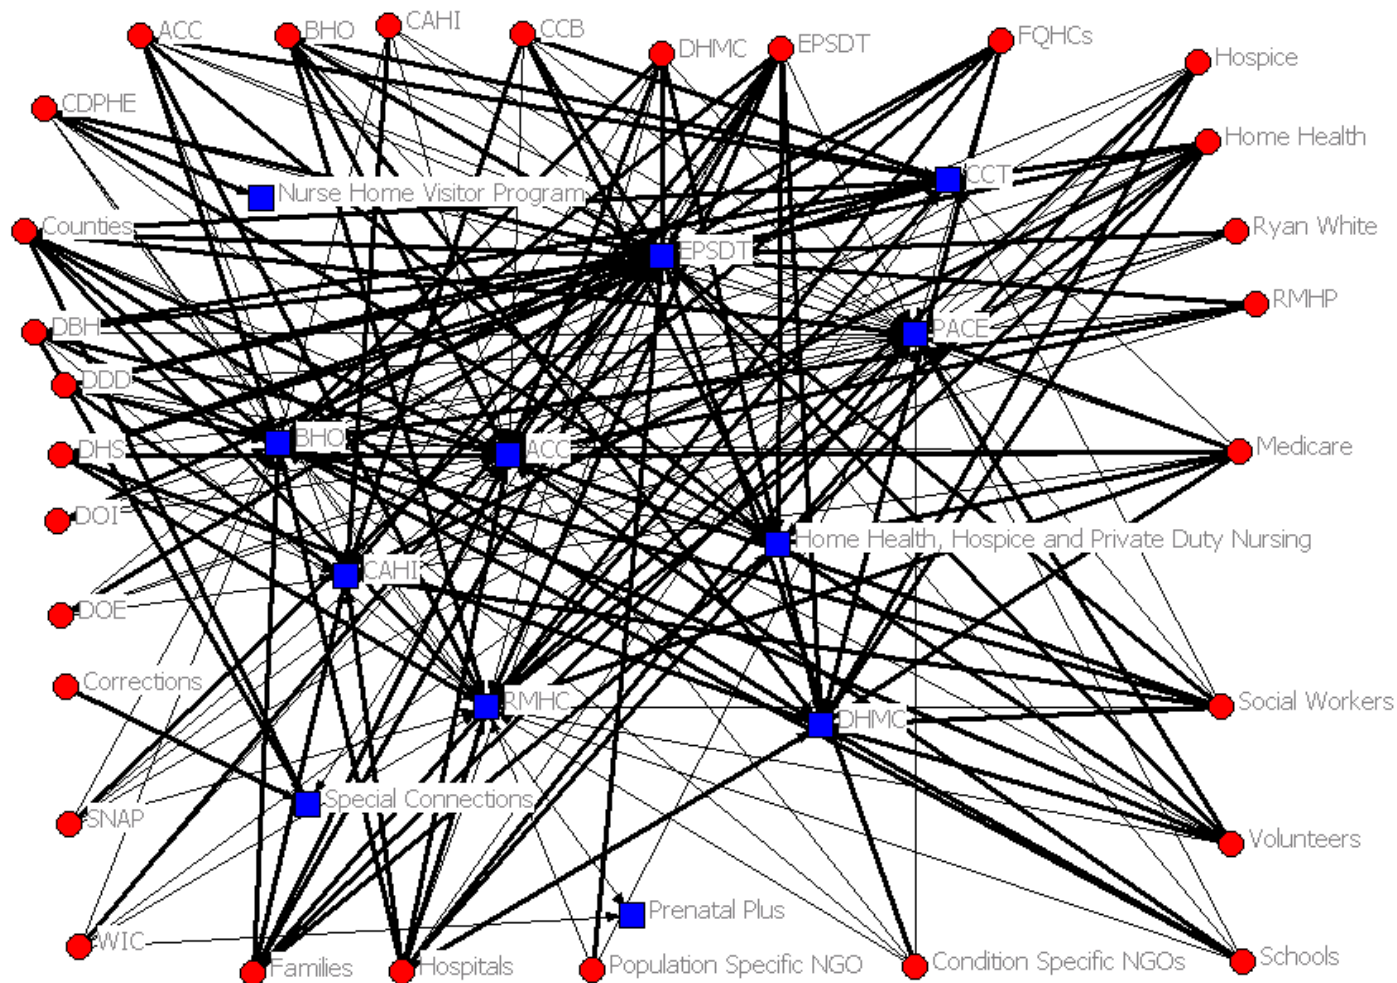 ACC
BHO
CAHI
CCB
DHMC
EPSDT
FQHCs
Hospice
CDPHE
Home Health
CCT
Nurse Home Visitor Program
Counties
Ryan White
EPSDT
RMHP
DBH
PACE
DDD
BHO
ACC
DHS
Medicare
DOI
Home Health, Hospice and Private Duty Nursing
CAHI
DOE
Corrections
RMHC
Social Workers
DHMC
Special Connections
SNAP
Volunteers
Prenatal Plus
WIC
Families
Hospitals
Population Specific NGO
Condition Specific NGOs
Schools